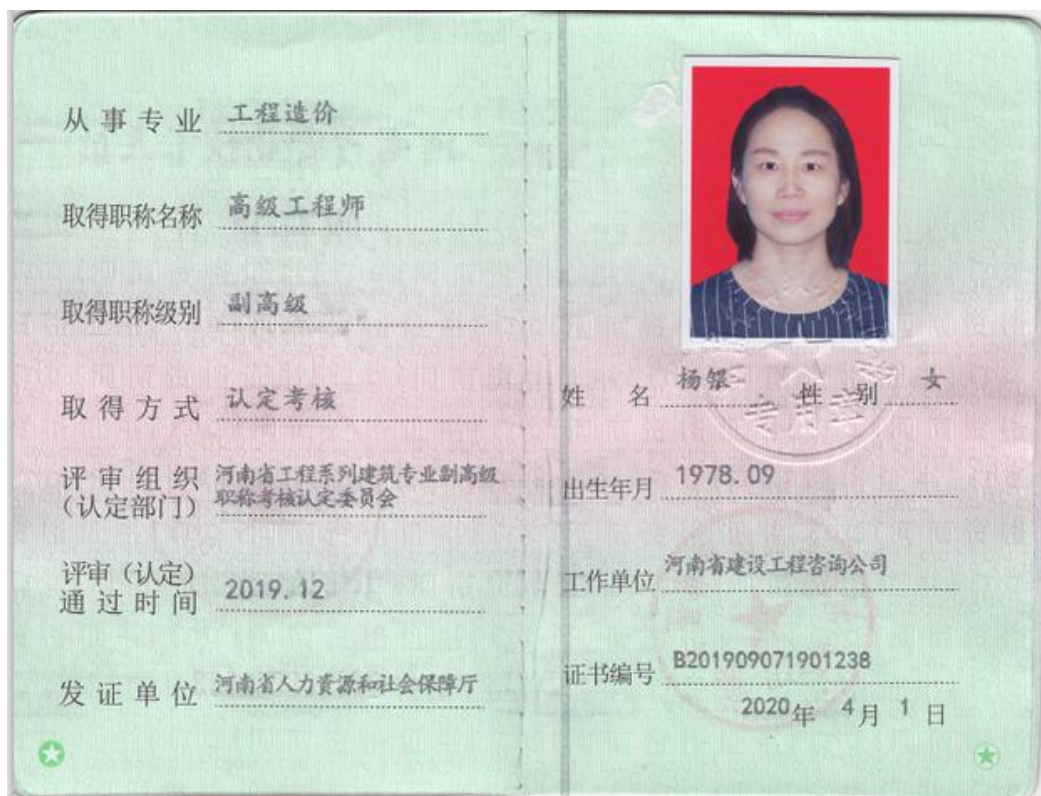 从事专业 工程造价
取得职称名称 高级工程师
取得职称级别 副高级
取得方式 认定考核
评审组织
(认定部门) 河南省工程系列建筑专业副高级
职称考核认定委员会
评审(认定)
通过时间 2019.12
发证单位 河南省人力资源和社会保障厅
专用章
姓名 杨银 性别 女
出生年月 1978.09
工作单位 河南省建设工程咨询公司
证书编号 B201909071901238
2020年 4月 1日